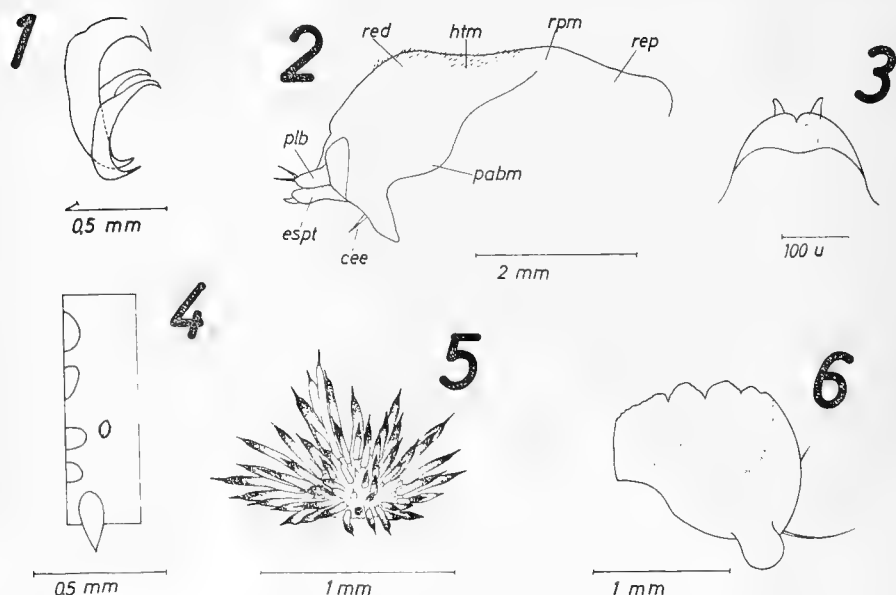 1
0,5 mm
2
red
htm
rpm
rep
plb
espt
cee
pabm
2 mm
3
100 u
4
0.5 mm
5
1 mm
6
1 mm